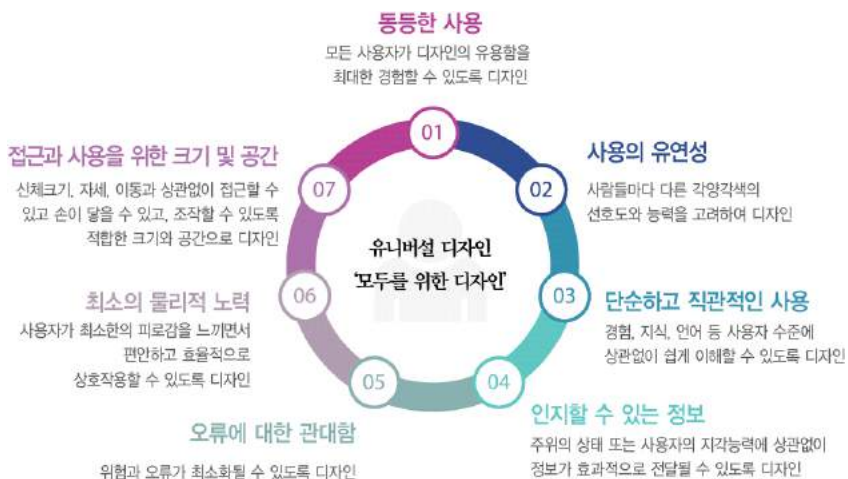 동등한 사용
모든 사용자가 디자인의 유용함을
최대한 경험할 수 있도록 디자인
01
사용의 유연성
사람들마다 다른 각양각색의
선호도와 능력을 고려하여 디자인
02
단순하고 직관적인 사용
경험, 지식, 언어 등 사용자 수준에
상관없이 쉽게 이해할 수 있도록 디자인
03
인지할 수 있는 정보
주위의 상태 또는 사용자의 지각능력에 상관없이
정보가 효과적으로 전달될 수 있도록 디자인
04
오류에 대한 관대함
위험과 오류가 최소화될 수 있도록 디자인
05
최소의 물리적 노력
사용자가 최소한의 피로감을 느끼면서
편안하고 효율적으로
상호작용할 수 있도록 디자인
06
접근과 사용을 위한 크기 및 공간
신체크기, 자세, 이동과 상관없이 접근할 수
있고 손이 닿을 수 있고, 조작할 수 있도록
적합한 크기와 공간으로 디자인
07
유니버설 디자인
'모두를 위한 디자인'